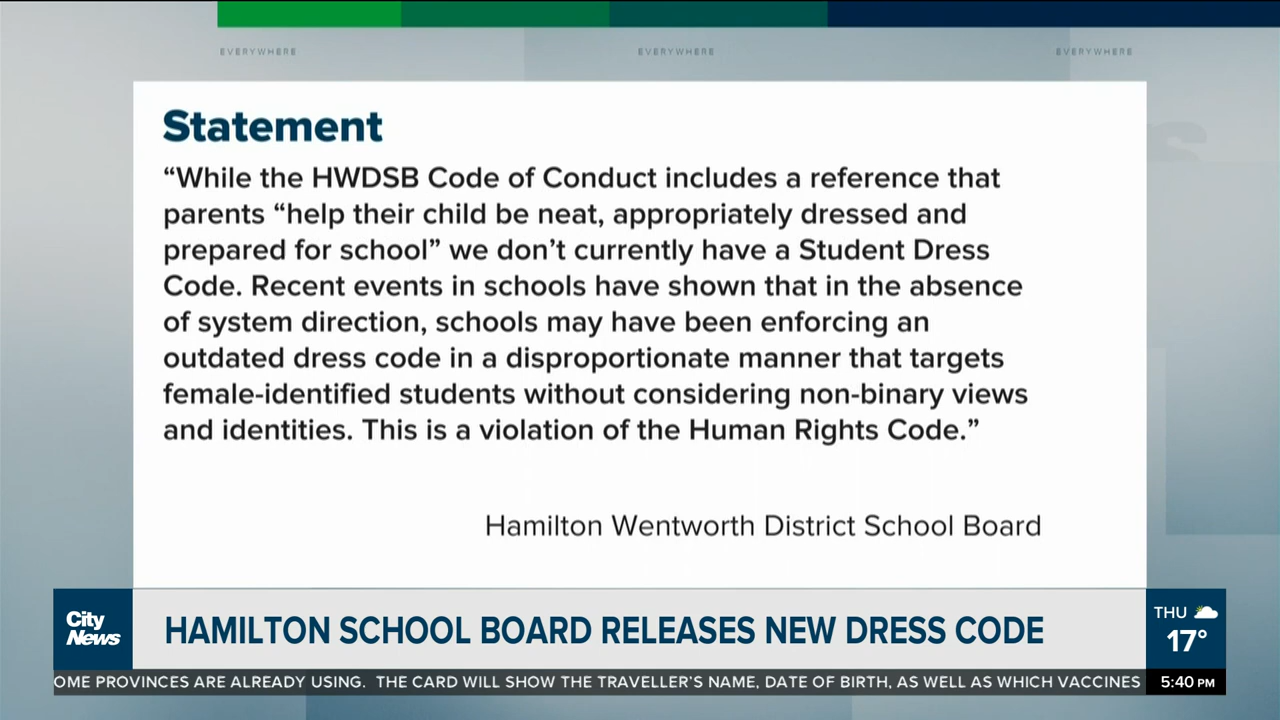 EVERYWHERE EVERYWHERE EVERYWHERE
Statement
“While the HWDSB Code of Conduct includes a reference that
parents “help their child be neat, appropriately dressed and
prepared for school” we don’t currently have a Student Dress
Code. Recent events in schools have shown that in the absence
of system direction, schools may have been enforcing an
outdated dress code in a disproportionate manner that targets
female-identified students without considering non-binary views
and identities. This is a violation of the Human Rights Code.”
Hamilton Wentworth District School Board
City
News
HAMILTON SCHOOL BOARD RELEASES NEW DRESS CODE
THU
17°
OME PROVINCES ARE ALREADY USING. THE CARD WILL SHOW THE TRAVELLER’S NAME, DATE OF BIRTH, AS WELL AS WHICH VACCINES
5:40 PM